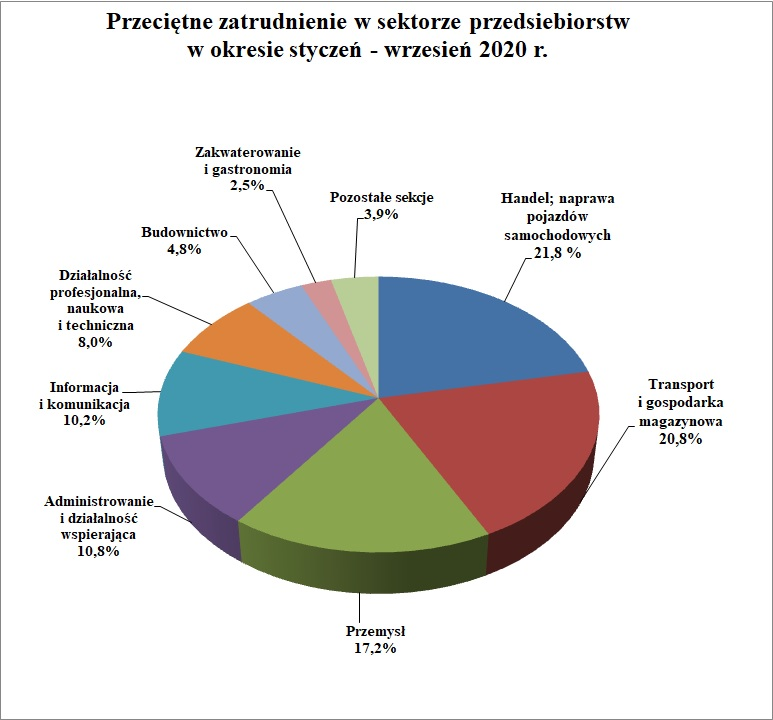 Przeciętne zatrudnienie w sektorze przedsiebiorstw
w okresie styczeń - wrzesień 2020 r.
Zakwaterowanie
i gastronomia
2,5%
Pozostałe sekcje
3,9%
Handel; naprawa
pojazdów
samochodowych
21,8 %
Budownictwo
4,8%
Działalność
profesjonalna,
naukowa
i techniczna
8,0%
Informacja
i komunikacja
10,2%
Transport
i gospodarka
magazynowa
20,8%
Administrowanie
i działalność
wspierająca
10,8%
Przemysł
17,2%